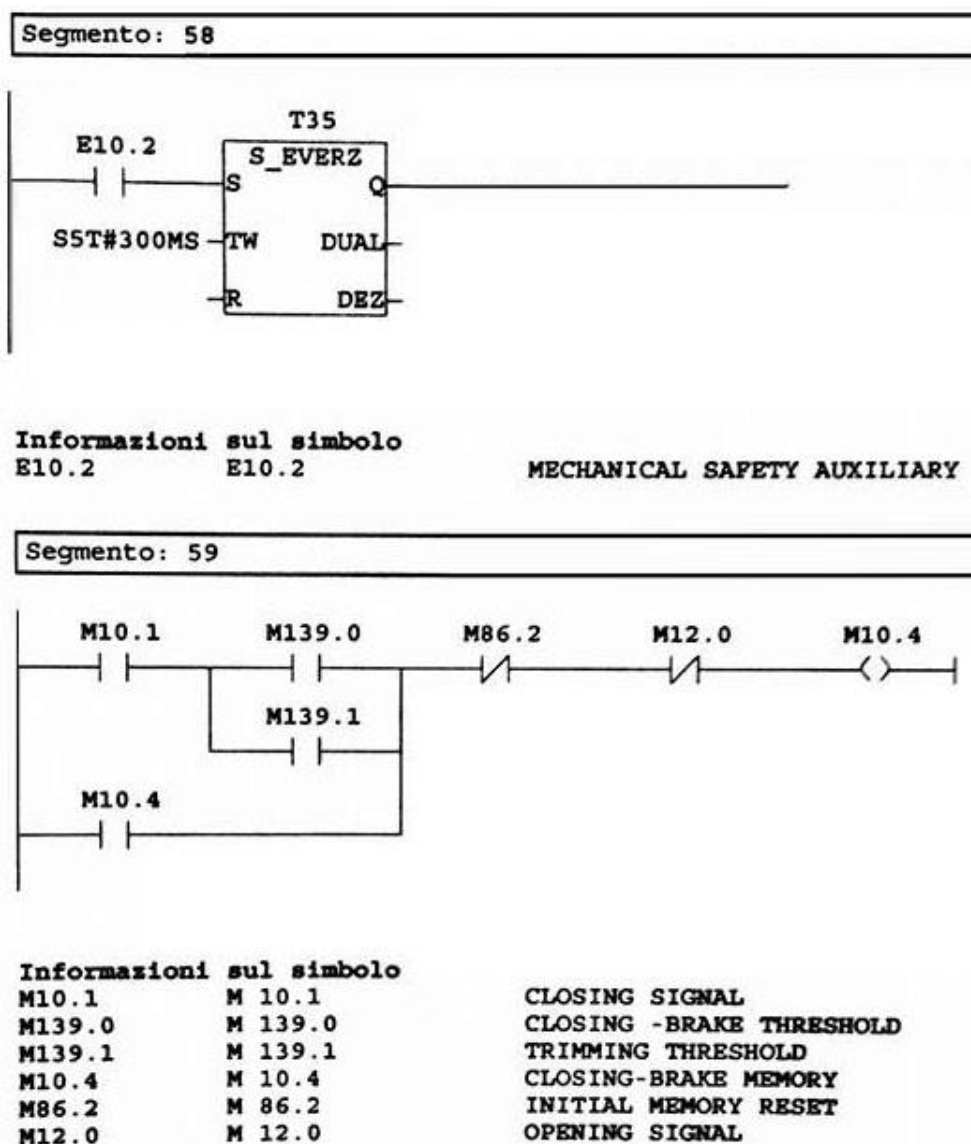 Segmento: 58
T35
E10.2
S_EVERZ
S Q
S5T#300MS TW DUAL
R DEZ
Informazioni sul simbolo
E10.2 E10.2 MECHANICAL SAFETY AUXILIARY
Segmento: 59
M10.1 M139.0 M86.2 M12.0 M10.4
M139.1
M10.4
Informazioni sul simbolo
M10.1 M 10.1 CLOSING SIGNAL
M139.0 M 139.0 CLOSING -BRAKE THRESHOLD
M139.1 M 139.1 TRIMMING THRESHOLD
M10.4 M 10.4 CLOSING-BRAKE MEMORY
M86.2 M 86.2 INITIAL MEMORY RESET
M12.0 M 12.0 OPENING SIGNAL